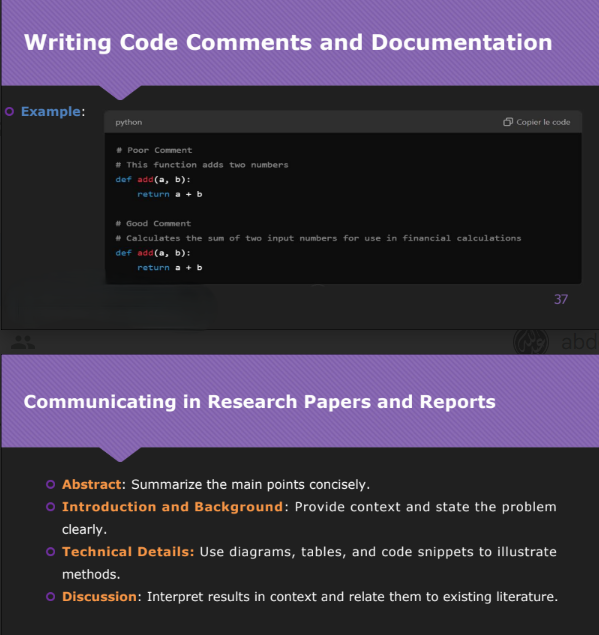 Writing Code Comments and Documentation
Example:
python
Copier le code
# Poor Comment
# This function adds two numbers
def add(a, b):
    return a + b
# Good Comment
# Calculates the sum of two input numbers for use in financial calculations
def add(a, b):
    return a + b
37
abd
Communicating in Research Papers and Reports
Abstract: Summarize the main points concisely.
Introduction and Background: Provide context and state the problem
clearly.
Technical Details: Use diagrams, tables, and code snippets to illustrate
methods.
Discussion: Interpret results in context and relate them to existing literature.